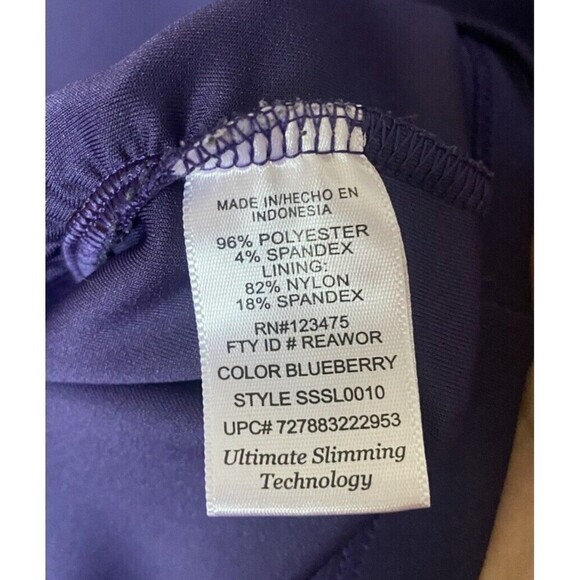 MADE IN/HECHO EN
INDONESIA
96% POLYESTER
4% SPANDEX
LINING:
82% NYLON
18% SPANDEX
RN#123475
FTY ID # REAWOR
COLOR BLUEBERRY
STYLE SSSL0010
UPC# 727883222953
Ultimate Slimming
Technology